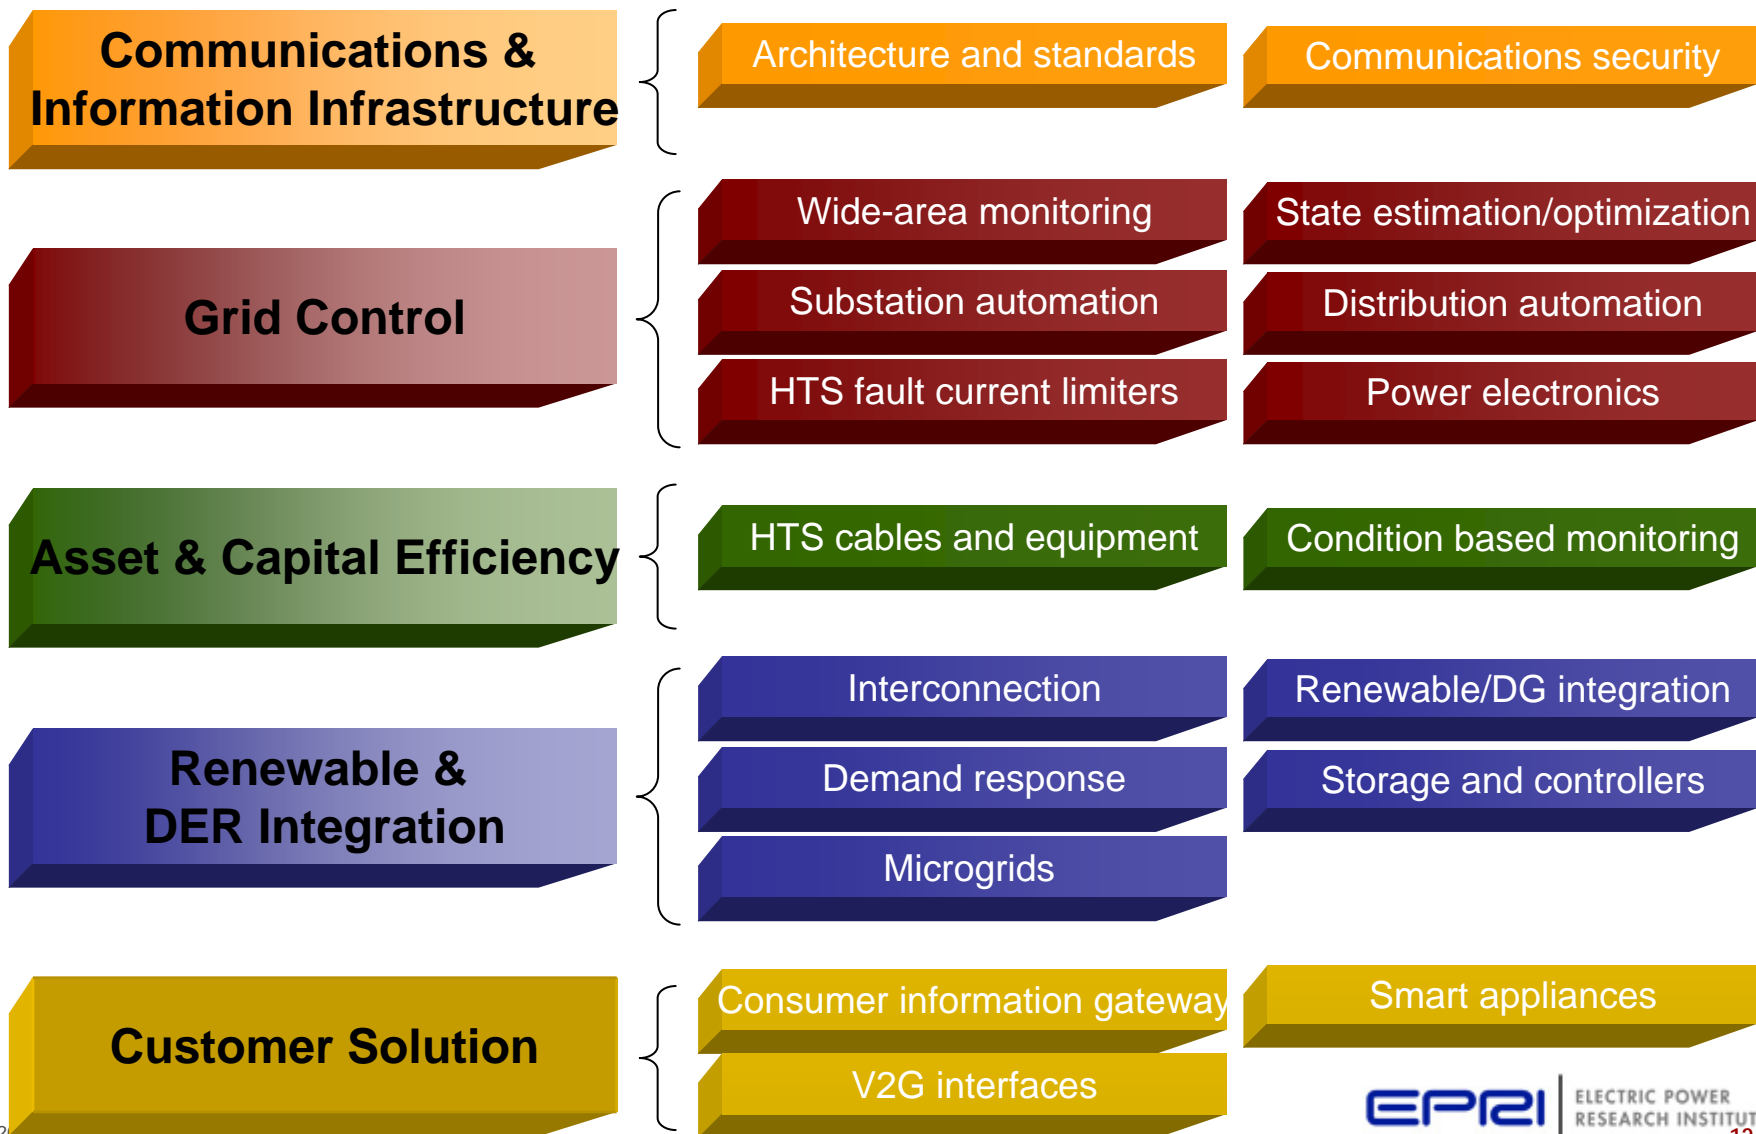 Communications &
Information Infrastructure
Architecture and standards
Communications security
Grid Control
Wide-area monitoring
State estimation/optimization
Substation automation
Distribution automation
HTS fault current limiters
Power electronics
Asset & Capital Efficiency
HTS cables and equipment
Condition based monitoring
Renewable &
DER Integration
Interconnection
Renewable/DG integration
Demand response
Storage and controllers
Microgrids
Customer Solution
Consumer information gateway
Smart appliances
V2G interfaces
EPRI
ELECTRIC POWER
RESEARCH INSTITUT